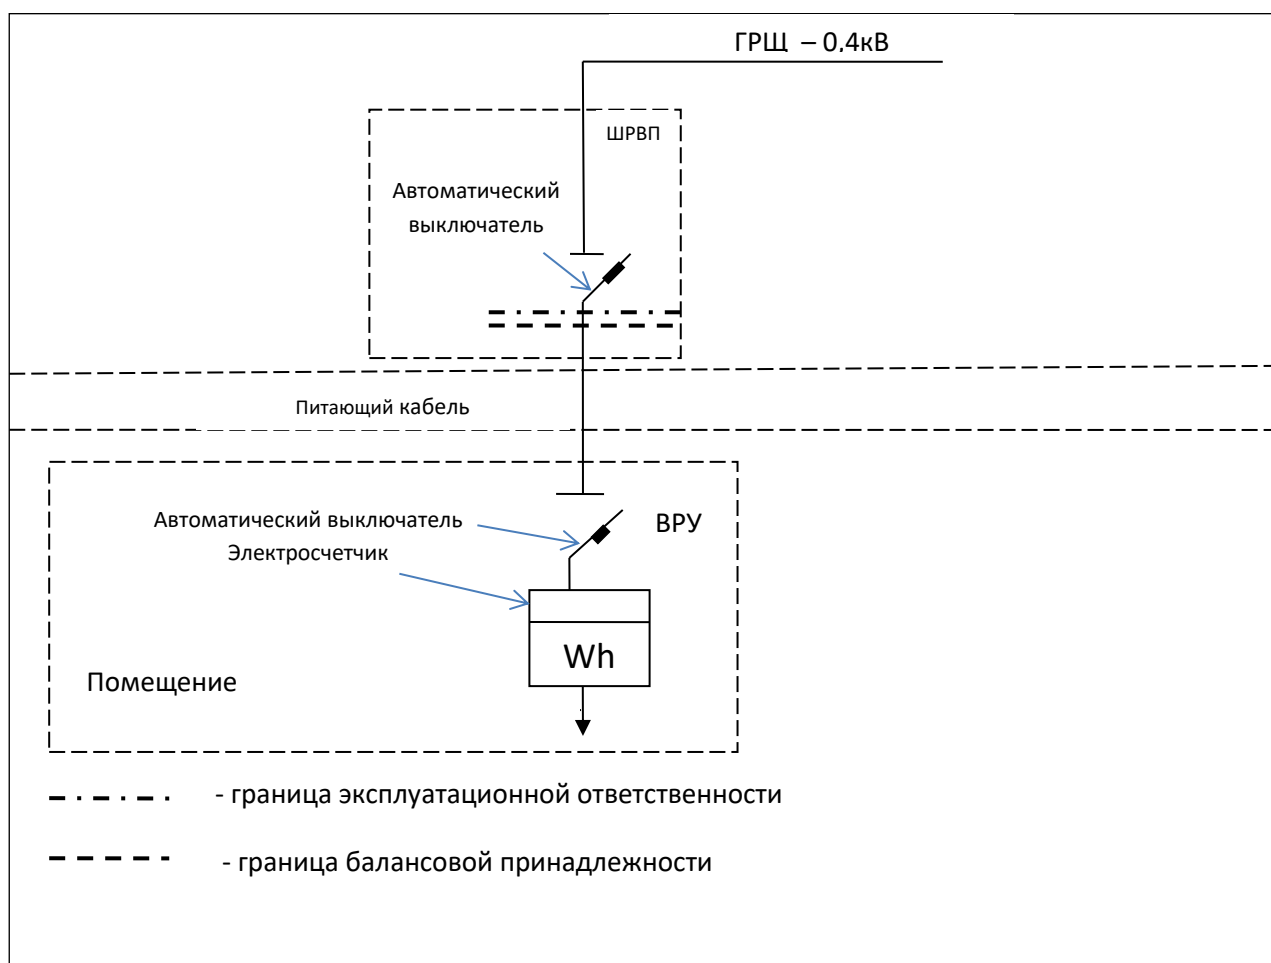 ГРЩ – 0,4кВ
ШРВП
Автоматический
выключатель
Питающий кабель
Автоматический выключатель
Электросчетчик
ВРУ
Wh
Помещение
- граница эксплуатационной ответственности
- граница балансовой принадлежности